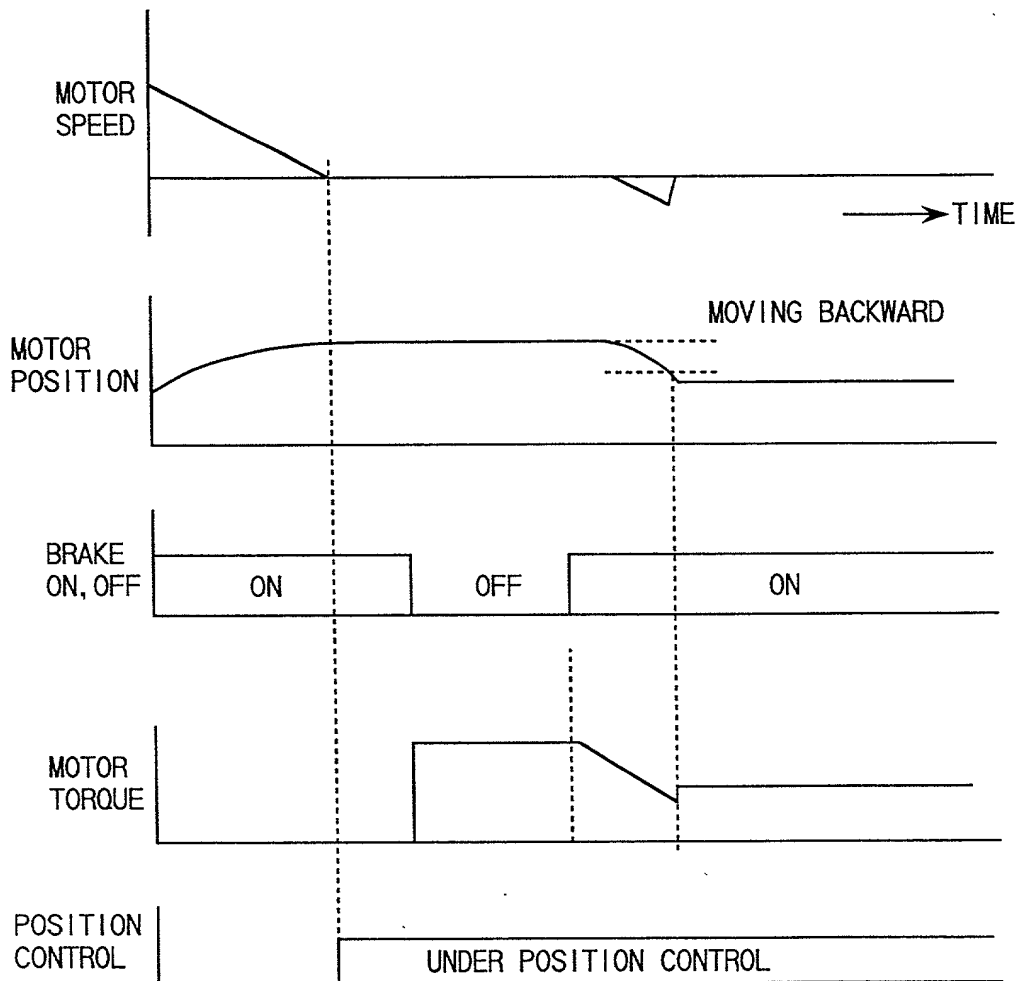 MOTOR
SPEED
TIME
MOVING BACKWARD
MOTOR
POSITION
BRAKE
ON, OFF
ON
OFF
ON
MOTOR
TORQUE
POSITION
CONTROL
UNDER POSITION CONTROL